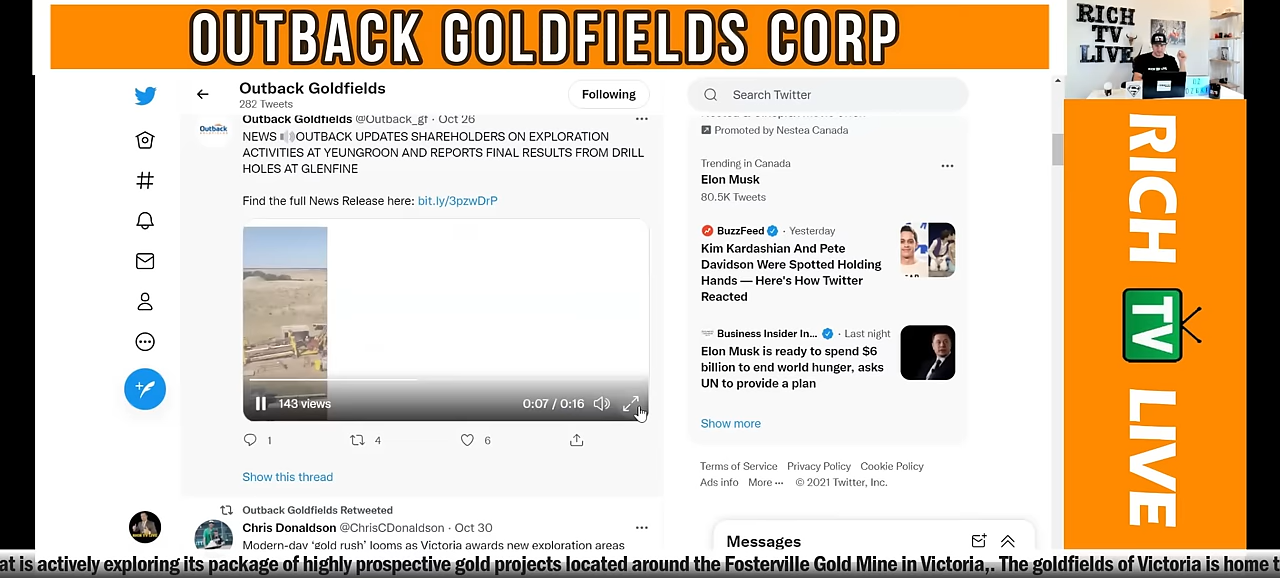 OUTBACK GOLDFIELDS CORP
RICH
TV
LIVE
Outback Goldfields
282 Tweets
Following
Search Twitter
Outback Goldfields @Outback_gf · Oct 26
NEWS 🔊OUTBACK UPDATES SHAREHOLDERS ON EXPLORATION
ACTIVITIES AT YEUNGROON AND REPORTS FINAL RESULTS FROM DRILL
HOLES AT GLENFINE
Find the full News Release here: bit.ly/3pzwDrP
Outback
143 views
0:07 / 0:16
1
4
6
Show this thread
Outback Goldfields Retweeted
Chris Donaldson @ChrisCDonaldson · Oct 30
Modern-day ‘gold rush’ looms as Victoria awards new exploration areas
Promoted by Nestea Canada
Trending in Canada
Elon Musk
80.5K Tweets
BuzzFeed · Yesterday
Kim Kardashian And Pete
Davidson Were Spotted Holding
Hands — Here's How Twitter
Reacted
Business Insider In... · Last night
Elon Musk is ready to spend $6
billion to end world hunger, asks
UN to provide a plan
Show more
Terms of Service Privacy Policy Cookie Policy
Ads info More ··· © 2021 Twitter, Inc.
Messages
RICH
TV
LIVE
at is actively exploring its package of highly prospective gold projects located around the Fosterville Gold Mine in Victoria,. The goldfields of Victoria is home